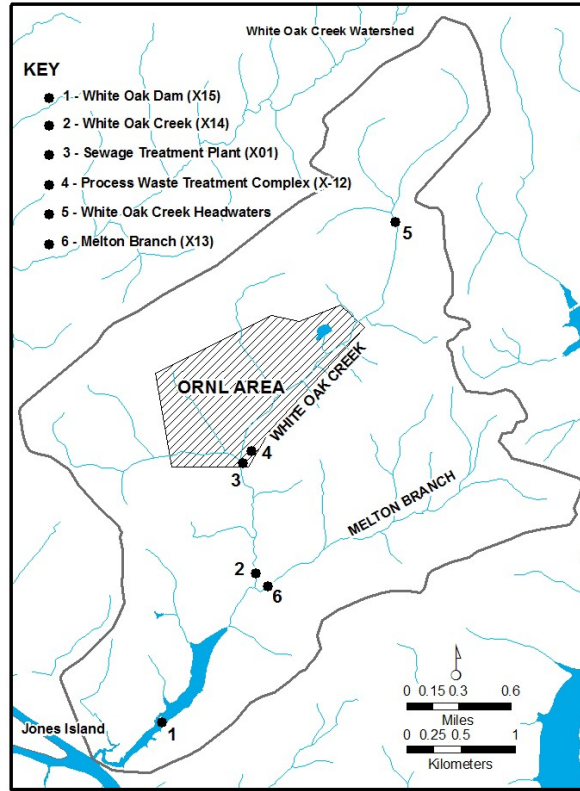 White Oak Creek Watershed
KEY
1 - White Oak Dam (X15)
2 - White Oak Creek (X14)
3 - Sewage Treatment Plant (X01)
4 - Process Waste Treatment Complex (X-12)
5 - White Oak Creek Headwaters
6 - Melton Branch (X13)
5
ORNL AREA
WHITE OAK CREEK
4
3
MELTON BRANCH
2
6
1
Jones Island
0 0.15 0.3 0.6
Miles
0 0.25 0.5 1
Kilometers